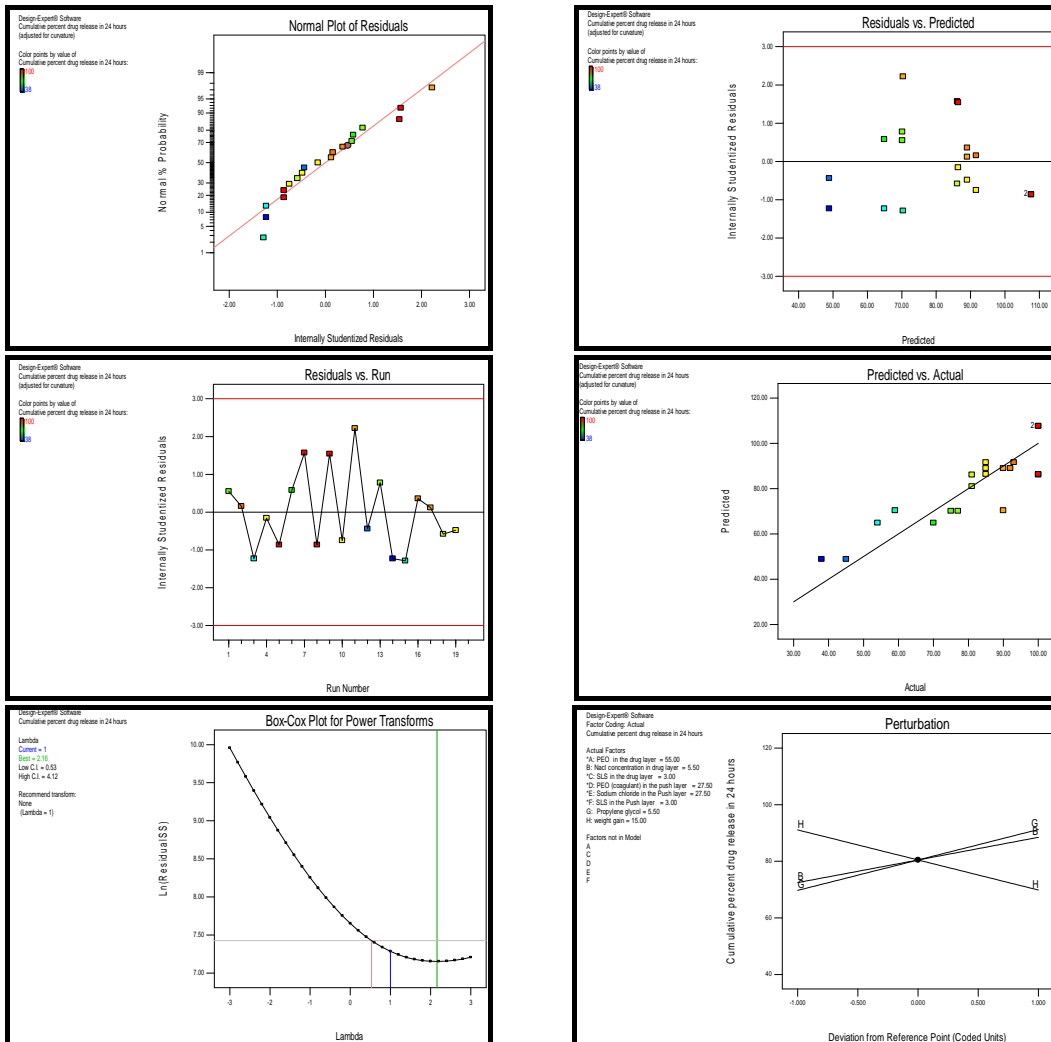 Design-Expert® Software
Cumulative percent drug release in 24 hours
(adjusted for curvature)
Color points by value of
Cumulative percent drug release in 24 hours:
100
38
Normal Plot of Residuals
Normal % Probability
99
95
90
80
70
50
30
20
10
5
1
-2.00 -1.00 0.00 1.00 2.00 3.00
Internally Studentized Residuals
Design-Expert® Software
Cumulative percent drug release in 24 hours
(adjusted for curvature)
Color points by value of
Cumulative percent drug release in 24 hours:
100
38
Residuals vs. Predicted
Internally Studentized Residuals
3.00
2.00
1.00
0.00
-1.00
-2.00
-3.00
2
40.00 50.00 60.00 70.00 80.00 90.00 100.00 110.00
Predicted
Design-Expert® Software
Cumulative percent drug release in 24 hours
(adjusted for curvature)
Color points by value of
Cumulative percent drug release in 24 hours:
100
38
Residuals vs. Run
Internally Studentized Residuals
3.00
2.00
1.00
0.00
-1.00
-2.00
-3.00
1 4 7 10 13 16 19
Run Number
Design-Expert® Software
Cumulative percent drug release in 24 hours
(adjusted for curvature)
Color points by value of
Cumulative percent drug release in 24 hours:
100
38
Predicted vs. Actual
Predicted
120.00
100.00
80.00
60.00
40.00
20.00
2
30.00 40.00 50.00 60.00 70.00 80.00 90.00 100.00
Actual
Design-Expert® Software
Cumulative percent drug release in 24 hours
Lambda
Current = 1
Best = 2.16
Low C.I. = 0.53
High C.I. = 4.12
Recommend transform:
None
(Lambda = 1)
Box-Cox Plot for Power Transforms
Ln(ResidualSS)
10.00
9.50
9.00
8.50
8.00
7.50
7.00
-3 -2 -1 0 1 2 3
Lambda
Design-Expert® Software
Factor Coding: Actual
Cumulative percent drug release in 24 hours
Actual Factors
*A: PEO in the drug layer = 55.00
B: Nacl concentration in drug layer = 5.50
*C: SLS in the drug layer = 3.00
*D: PEO (coagulant) in the push layer = 27.50
*E: Sodium chloride in the Push layer = 27.50
*F: SLS in the Push layer = 3.00
G: Propylene glycol = 5.50
H: weight gain = 15.00
Factors not in Model
A
C
D
E
F
Perturbation
Cumulative percent drug release in 24 hours
120
100
80
60
40
H
B
G
G
B
H
-1.000 -0.500 0.000 0.500 1.000
Deviation from Reference Point (Coded Units)